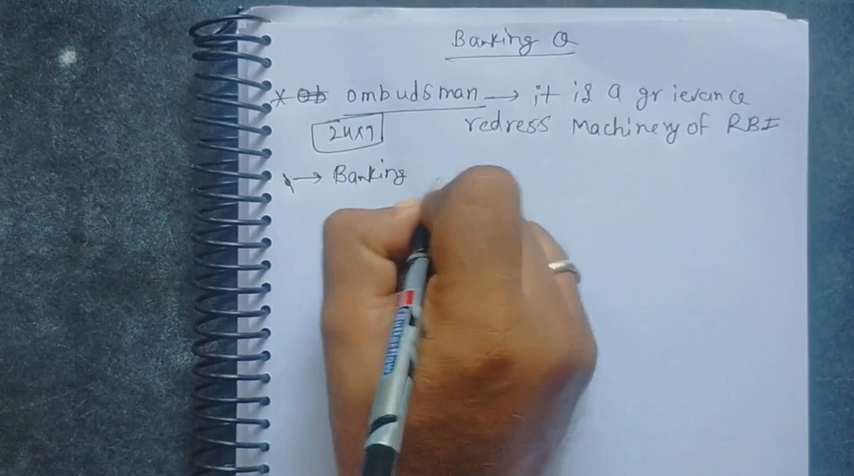 Banking Q
ombudsman → it is a grievance
24x7 redress machinery of RBI
→ Banking